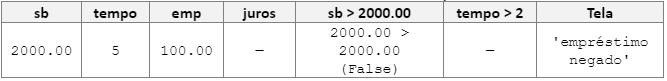 sb tempo emp juros sb > 2000.00 tempo > 2 Tela
2000.00 5 100.00 — 2000.00 > 2000.00 (False) — 'empréstimo negado'